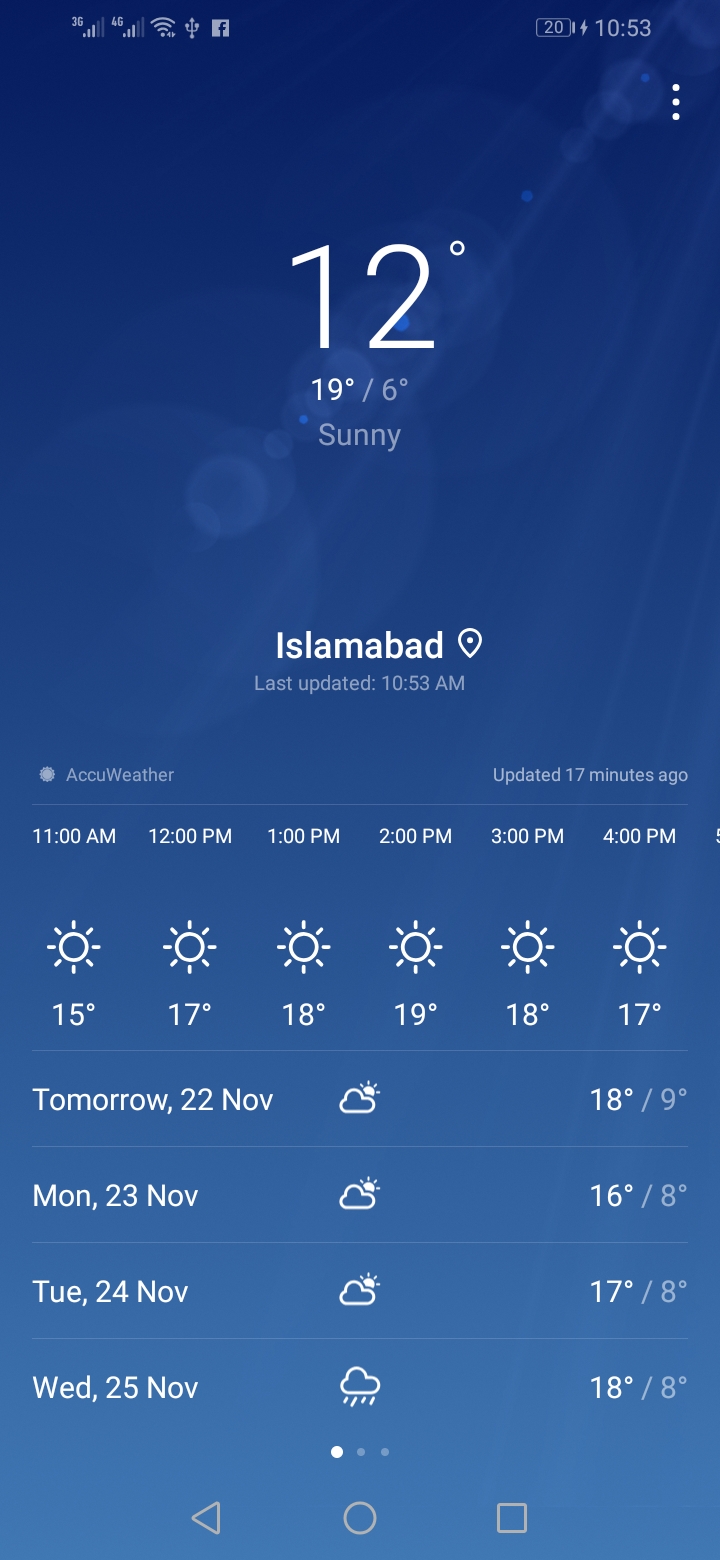 3G 4G 20 10:53
12°
19° / 6°
Sunny
Islamabad
Last updated: 10:53 AM
AccuWeather Updated 17 minutes ago
11:00 AM 12:00 PM 1:00 PM 2:00 PM 3:00 PM 4:00 PM
15° 17° 18° 19° 18° 17°
Tomorrow, 22 Nov 18° / 9°
Mon, 23 Nov 16° / 8°
Tue, 24 Nov 17° / 8°
Wed, 25 Nov 18° / 8°